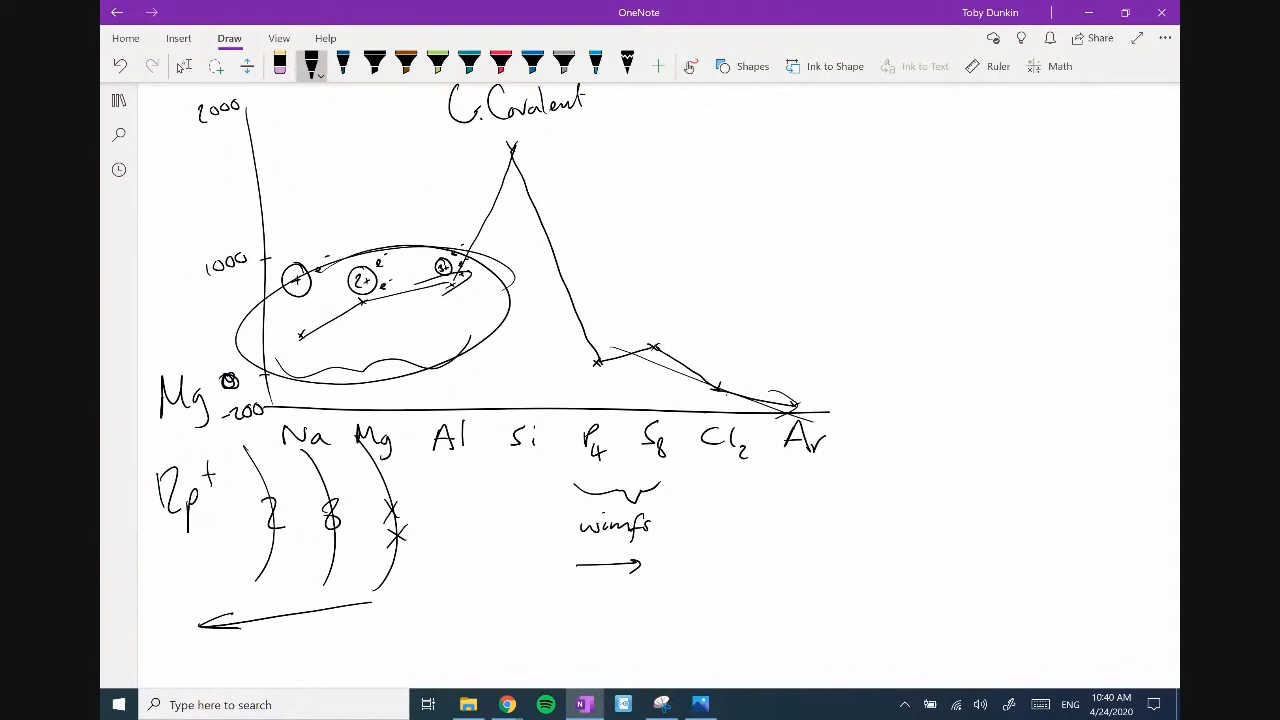 OneNote
Toby Dunkin
Home Insert Draw View Help
Share
Shapes
Ink to Shape
Ink to Text
Ruler
Math
2000
G. Covalent
1000
+ e-
2+ e- e-
3+ e- e-
Mg
-200
Na Mg Al Si P4 S8 Cl2 Ar
12p+
2 8 x x
wimfs
Type here to search
ENG
10:40 AM
4/24/2020